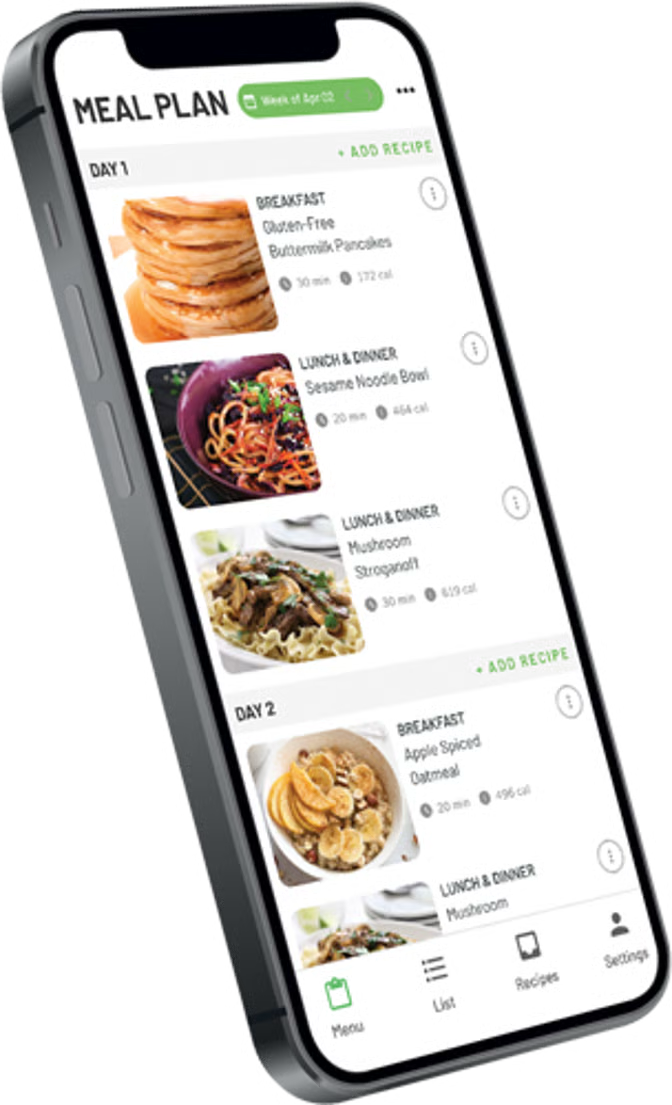 MEAL PLAN
Week of Apr 02
•••
DAY 1
+ ADD RECIPE
BREAKFAST
Gluten-Free
Buttermilk Pancakes
30 min 172 cal
LUNCH & DINNER
Sesame Noodle Bowl
20 min 464 cal
LUNCH & DINNER
Mushroom
Stroganoff
30 min 619 cal
+ ADD RECIPE
DAY 2
BREAKFAST
Apple Spiced
Oatmeal
20 min 496 cal
LUNCH & DINNER
Mushroom
Menu
List
Recipes
Settings